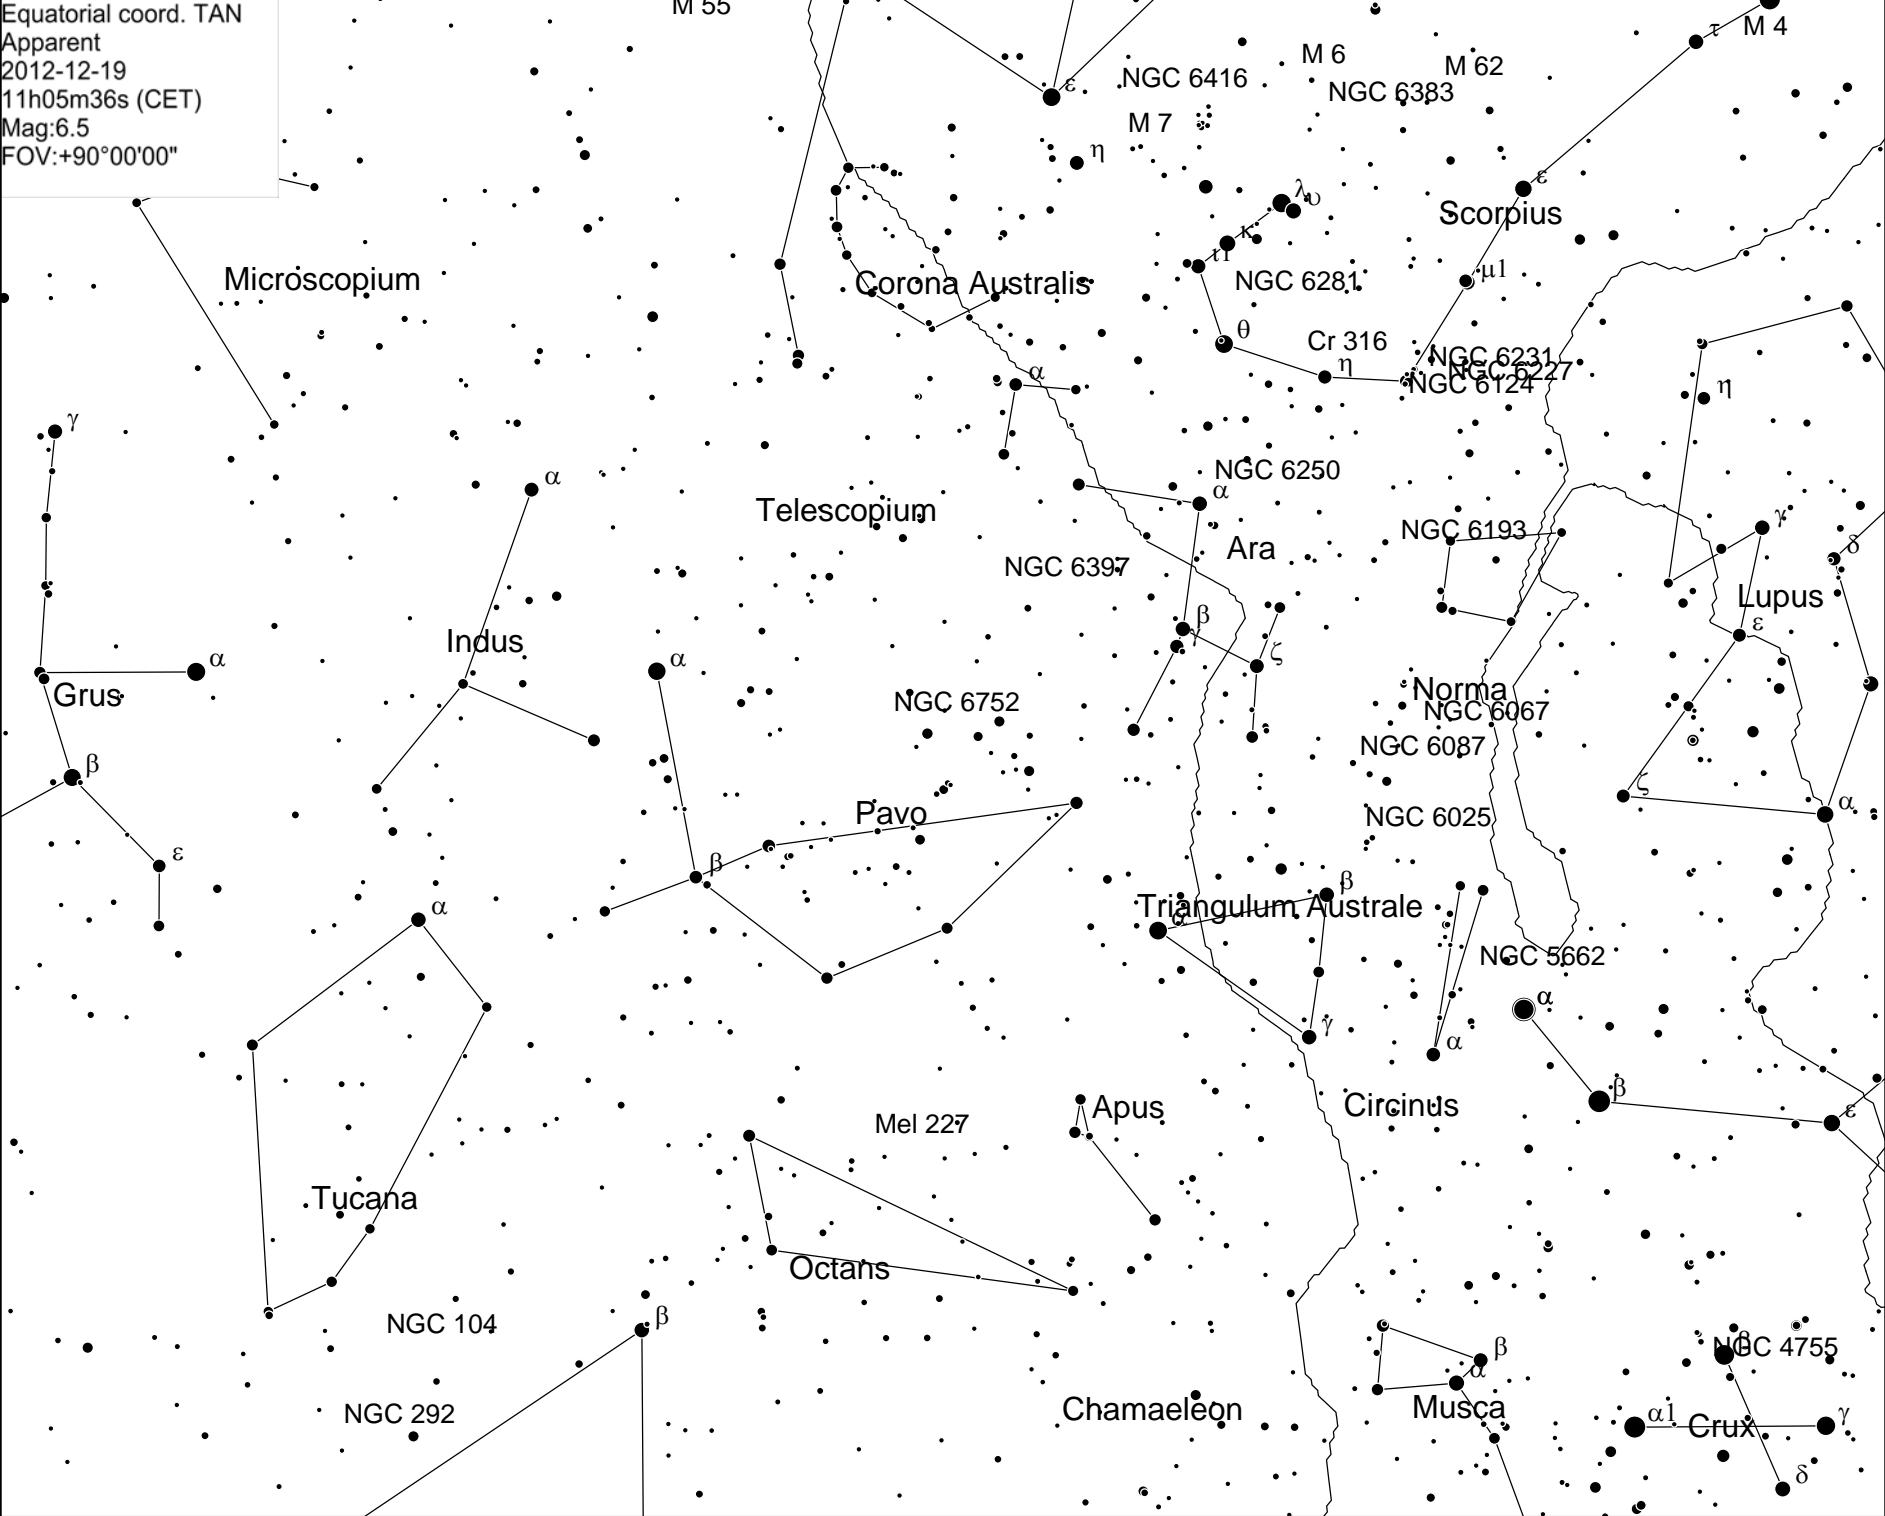 Equatorial coord. TAN
Apparent
2012-12-19
11h05m36s (CET)
Mag:6.5
FOV:+90°00'00"
M 55
τ
M 4
M 6
M 62
ε
NGC 6416
NGC 6383
M 7
η
ε
λ
υ
Scorpius
κ
ι1
μ1
Microscopium
Corona Australis
NGC 6281
θ
Cr 316
η
NGC 6231
NGC 6227
NGC 6124
α
η
γ
α
NGC 6250
α
Telescopium
γ
NGC 6193
Ara
δ
NGC 6397
Lupus
β
γ
ε
Indus
α
α
ζ
Grus
Norma
NGC 6752
NGC 6067
NGC 6087
β
ζ
α
Pavo
NGC 6025
ε
β
β
α
Triangulum Australe
α
NGC 5662
α
γ
α
β
Apus
Circinus
ε
Mel 227
Tucana
Octans
NGC 104
β
β
NGC 4755
β
α
NGC 292
Chamaeleon
Musca
α1
Crux
γ
δ